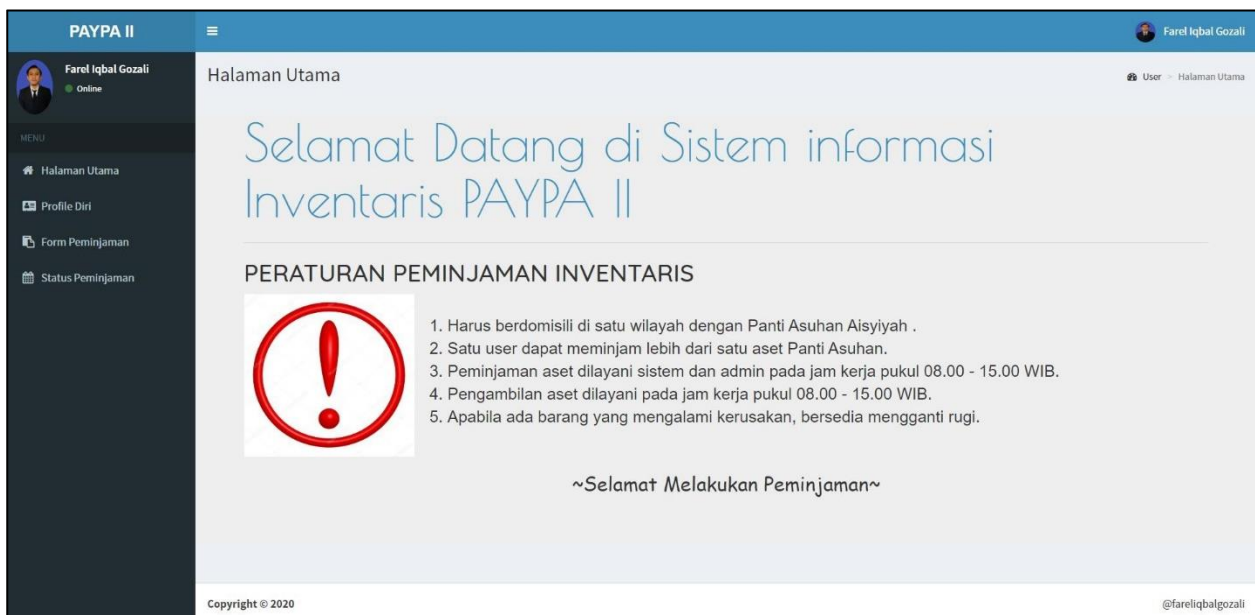 PAYPA II
Farel Iqbal Gozali
Farel Iqbal Gozali
Online
Halaman Utama
User > Halaman Utama
MENU
Halaman Utama
Profile Diri
Form Peminjaman
Status Peminjaman
Selamat Datang di Sistem informasi
Inventaris PAYPA II
PERATURAN PEMINJAMAN INVENTARIS
1. Harus berdomisili di satu wilayah dengan Panti Asuhan Aisyiyah .
2. Satu user dapat meminjam lebih dari satu aset Panti Asuhan.
3. Peminjaman aset dilayani sistem dan admin pada jam kerja pukul 08.00 - 15.00 WIB.
4. Pengambilan aset dilayani pada jam kerja pukul 08.00 - 15.00 WIB.
5. Apabila ada barang yang mengalami kerusakan, bersedia mengganti rugi.
~Selamat Melakukan Peminjaman~
Copyright © 2020
@fareliqbalgozali